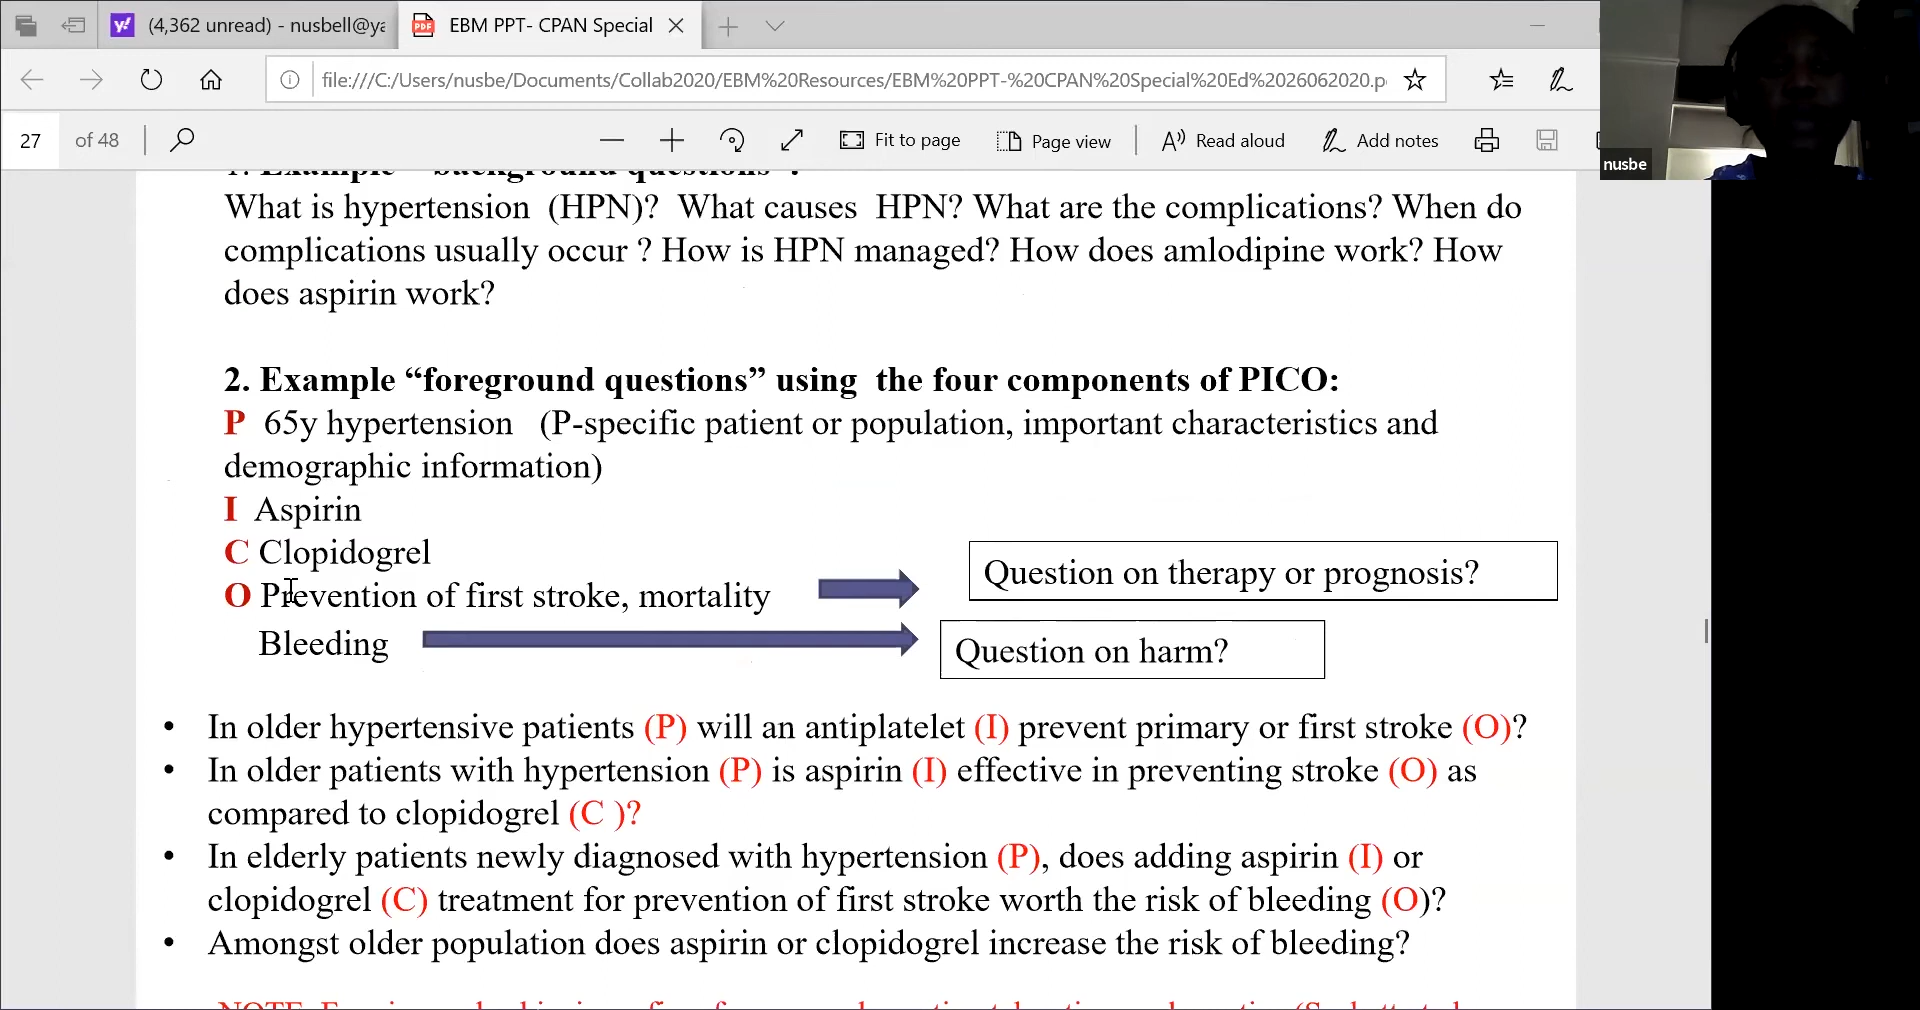 (4,362 unread) - nusbell@ya
EBM PPT- CPAN Special
file:///C:/Users/nusbe/Documents/Collab2020/EBM%20Resources/EBM%20PPT-%20CPAN%20Special%20Ed%2026062020.p
27 of 48
Fit to page
Page view
Read aloud
Add notes
nusbe
1. Example “background questions”:
What is hypertension (HPN)? What causes HPN? What are the complications? When do
complications usually occur ? How is HPN managed? How does amlodipine work? How
does aspirin work?
2. Example “foreground questions” using the four components of PICO:
P 65y hypertension (P-specific patient or population, important characteristics and
demographic information)
I Aspirin
C Clopidogrel
O Prevention of first stroke, mortality
Question on therapy or prognosis?
Bleeding
Question on harm?
• In older hypertensive patients (P) will an antiplatelet (I) prevent primary or first stroke (O)?
• In older patients with hypertension (P) is aspirin (I) effective in preventing stroke (O) as
compared to clopidogrel (C )?
• In elderly patients newly diagnosed with hypertension (P), does adding aspirin (I) or
clopidogrel (C) treatment for prevention of first stroke worth the risk of bleeding (O)?
• Amongst older population does aspirin or clopidogrel increase the risk of bleeding?
NOTE